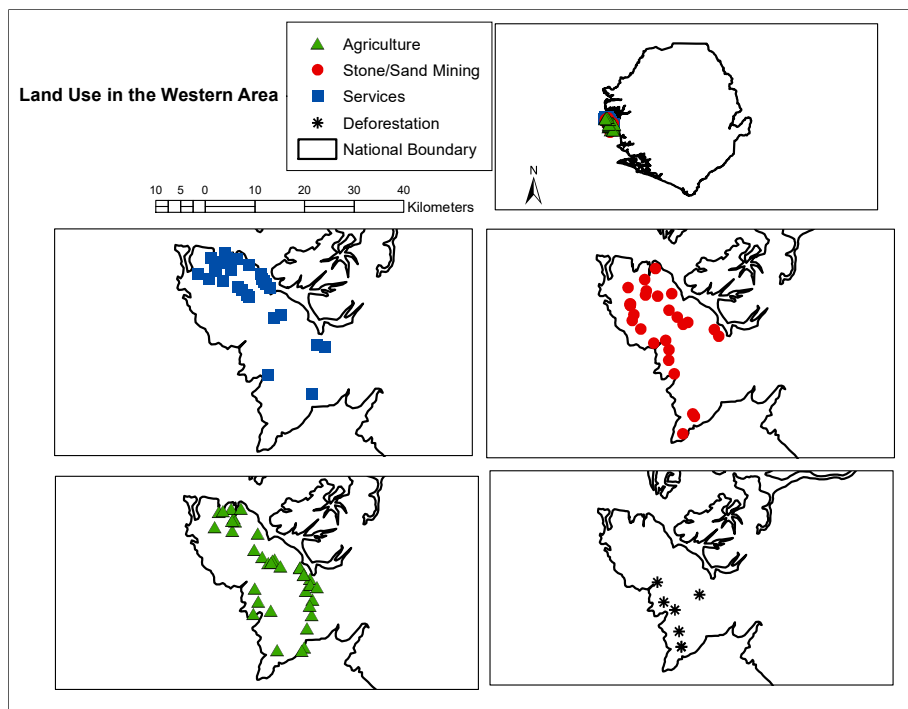 Land Use in the Western Area
Agriculture
Stone/Sand Mining
Services
Deforestation
National Boundary
10 5 0 10 20 30 40
Kilometers
N